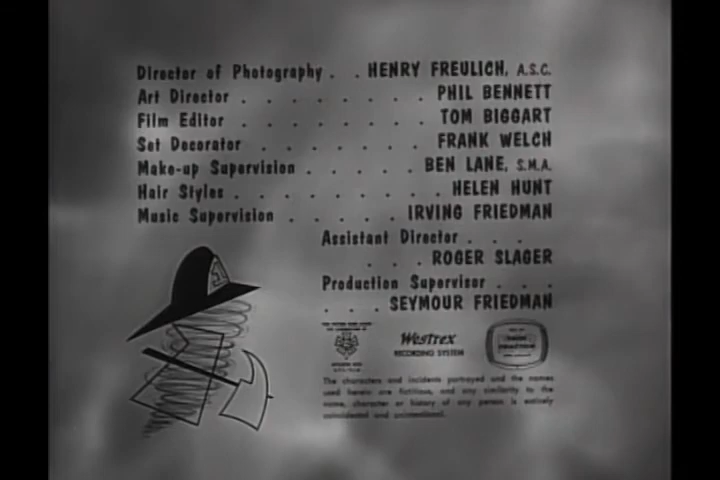 Director of Photography . . HENRY FREULICH, A.S.C.
Art Director . . . . . . . . PHIL BENNETT
Film Editor . . . . . . . . TOM BIGGART
Set Decorator . . . . . . . FRANK WELCH
Make-up Supervision . . . . . BEN LANE, S.M.A.
Hair Styles . . . . . . . . . HELEN HUNT
Music Supervision . . . . . IRVING FRIEDMAN
Assistant Director . . .
. . . ROGER SLAGER
Production Supervisor . . .
. . . SEYMOUR FRIEDMAN
1
Westrex
RECORDING SYSTEM
The characters and incidents portrayed and the names
used herein are fictitious, and any similarity to the
name, character or history of any person is entirely
coincidental and unintentional.